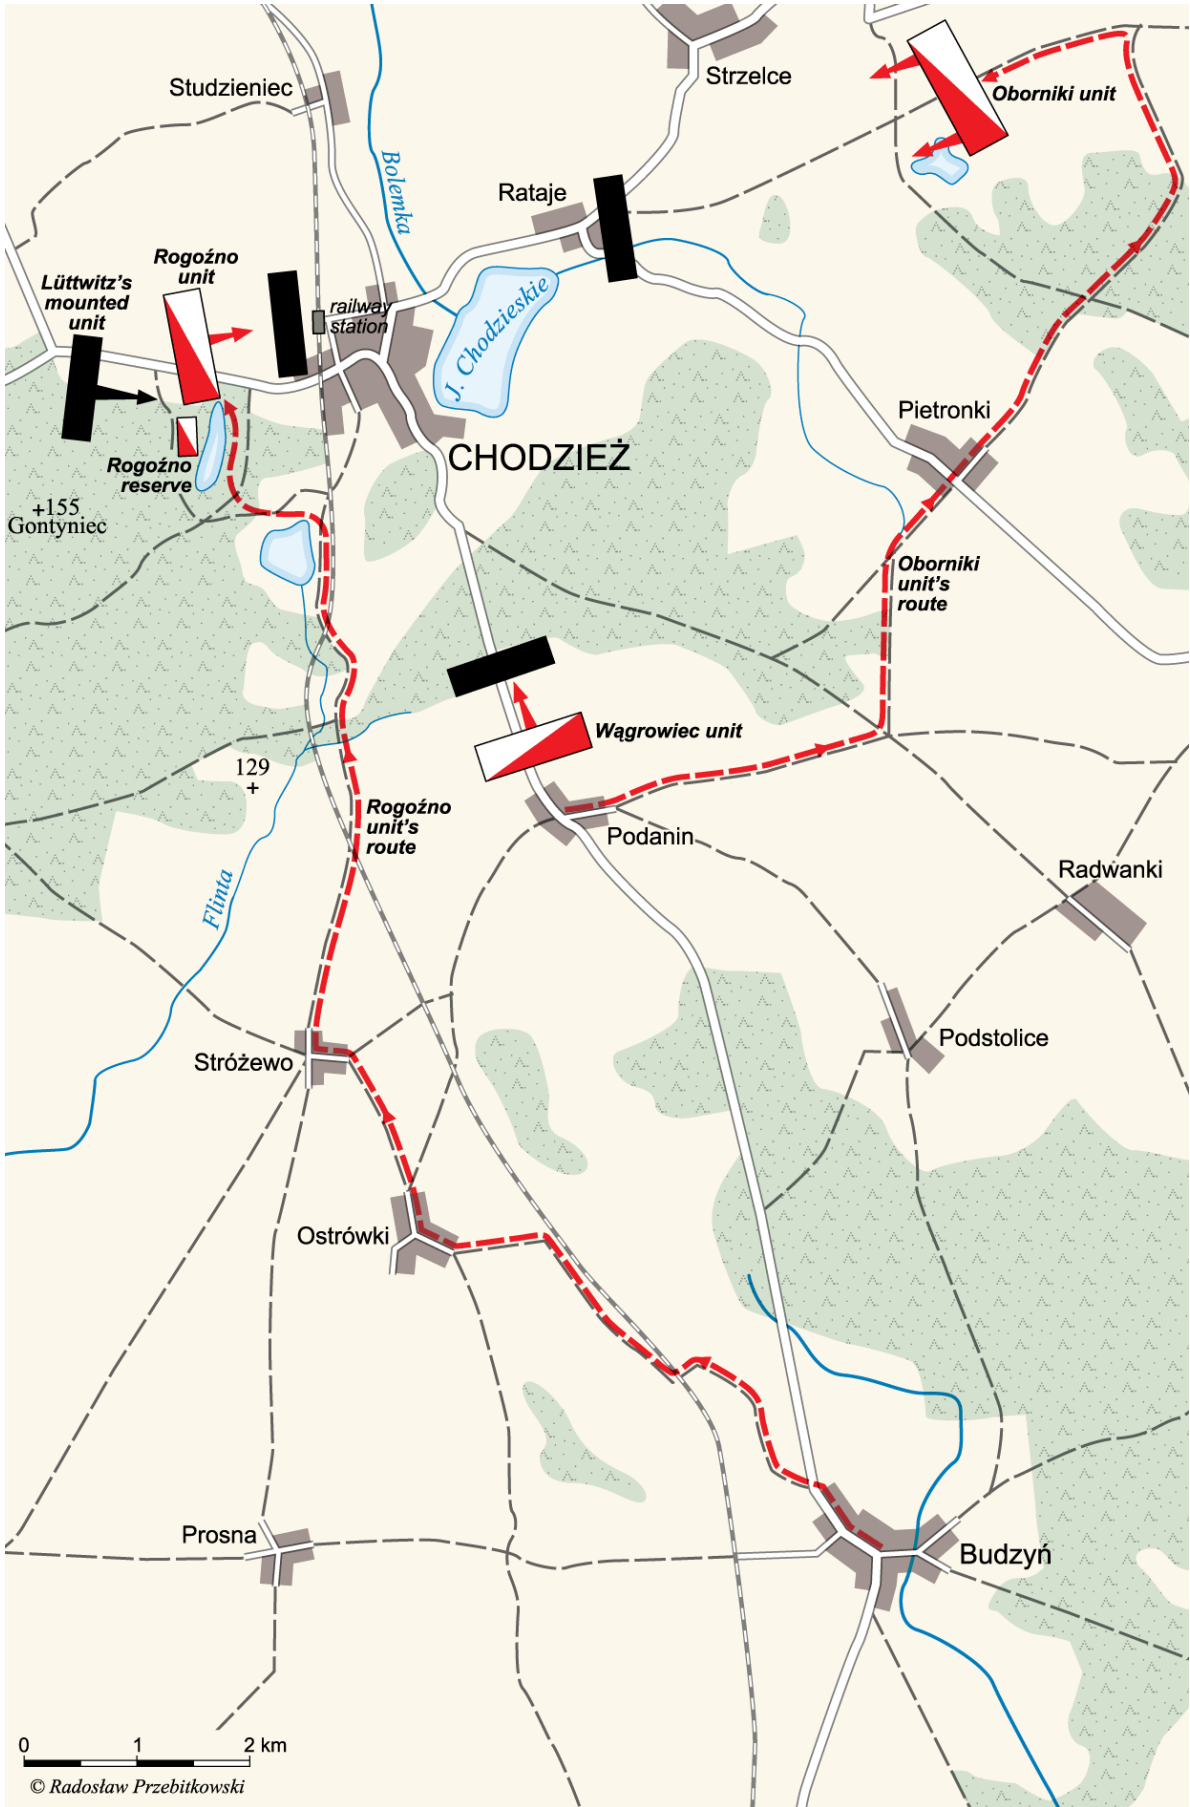 Strzelce
Studzieniec
Oborniki unit
Bolemka
Rataje
Rogoźno
unit
Lüttwitz's
mounted
unit
railway
station
J. Chodzieskie
Pietronki
CHODZIEŻ
Rogoźno
reserve
+155
Gontyniec
Oborniki
unit's
route
Wągrowiec unit
129
+
Rogoźno
unit's
route
Podanin
Radwanki
Flinta
Podstolice
Stróżewo
Ostrówki
Prosna
Budzyń
0 1 2 km
© Radosław Przebitkowski